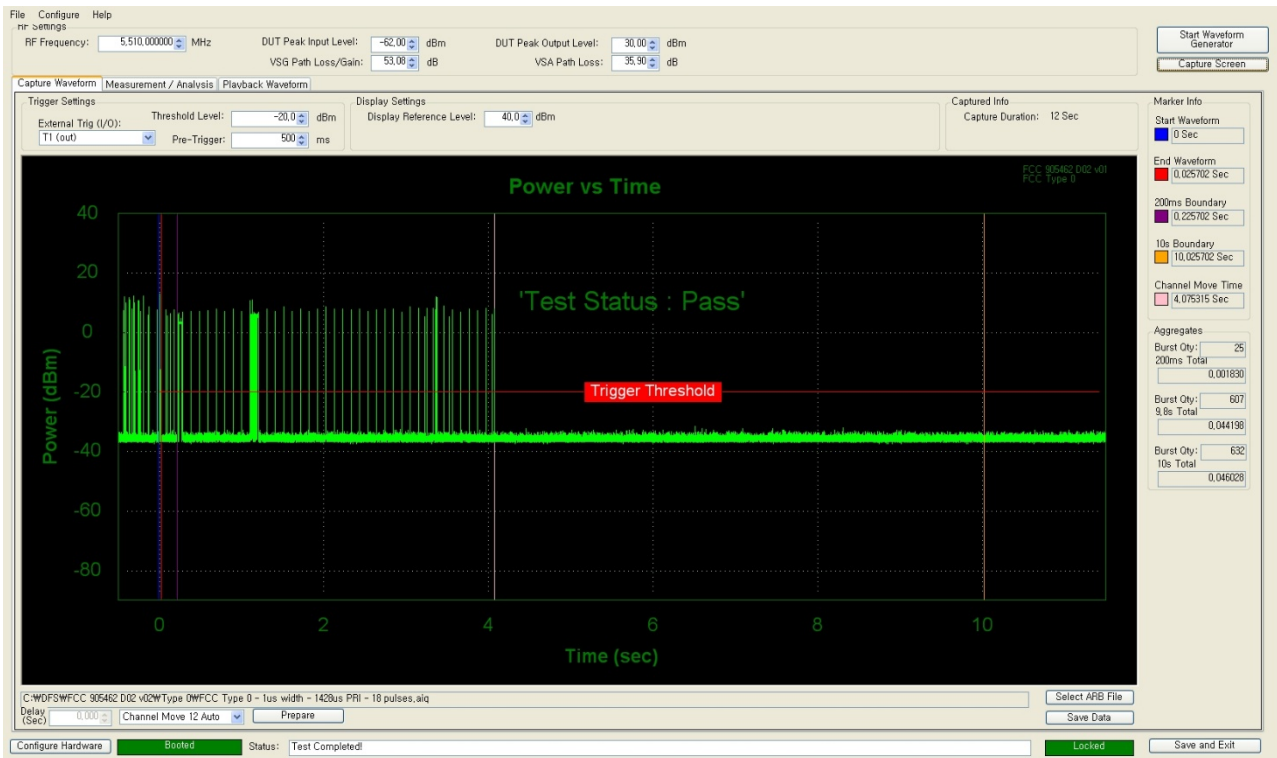 File Configure Help
RF Settings
RF Frequency: 5,510,000000 MHz DUT Peak Input Level: -62,00 dBm DUT Peak Output Level: 30,00 dBm
VSG Path Loss/Gain: 53,08 dB VSA Path Loss: 35,90 dB
Start Waveform
Generator
Capture Screen
Capture Waveform Measurement / Analysis Playback Waveform
Trigger Settings
External Trig (I/O):
T1 (out)
Threshold Level: -20,0 dBm
Pre-Trigger: 500 ms
Display Settings
Display Reference Level: 40,0 dBm
Captured Info
Capture Duration: 12 Sec
Marker Info
Start Waveform
0 Sec
End Waveform
0,025702 Sec
200ms Boundary
0,225702 Sec
10s Boundary
10,025702 Sec
Channel Move Time
4,075315 Sec
Aggregates
Burst Qty: 25
200ms Total
0,001830
Burst Qty: 607
9,8s Total
0,044198
Burst Qty: 632
10s Total
0,046028
FCC 905462 D02 v01
FCC Type 0
Power vs Time
'Test Status : Pass'
Trigger Threshold
Power (dBm)
40
20
0
-20
-40
-60
-80
0 2 4 6 8 10
Time (sec)
C:₩DFS₩FCC 905462 D02 v02₩Type 0₩FCC Type 0 - 1us width - 1428us PRI - 18 pulses,aiq
Select ARB File
Delay
(Sec) 0,000 Channel Move 12 Auto Prepare
Save Data
Configure Hardware Booted Status: Test Completed! Locked Save and Exit